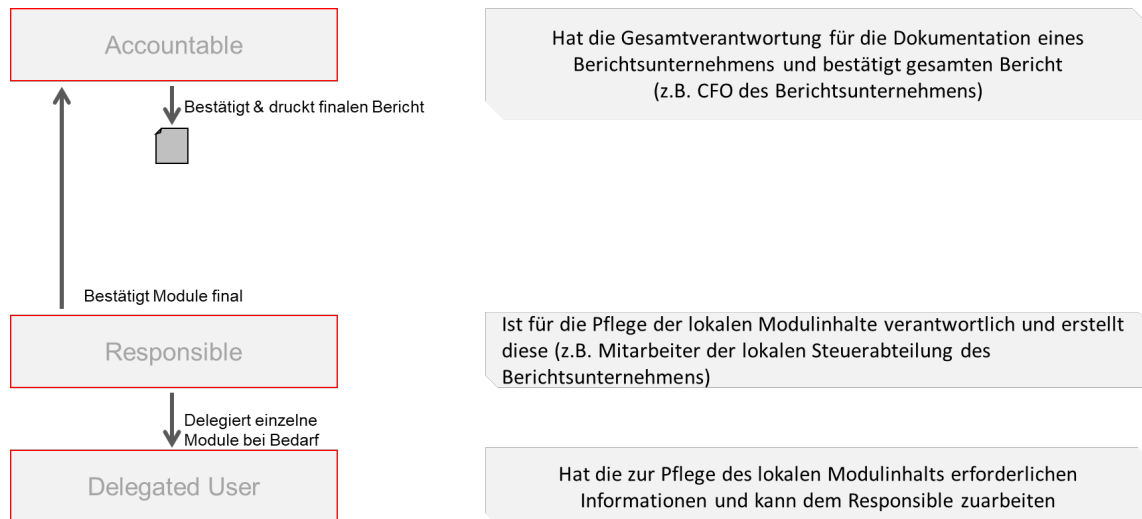 Accountable
Hat die Gesamtverantwortung für die Dokumentation eines
Berichtsunternehmens und bestätigt gesamten Bericht
(z.B. CFO des Berichtsunternehmens)
Bestätigt & druckt finalen Bericht
Bestätigt Module final
Responsible
Ist für die Pflege der lokalen Modulinhalte verantwortlich und erstellt
diese (z.B. Mitarbeiter der lokalen Steuerabteilung des
Berichtsunternehmens)
Delegiert einzelne
Module bei Bedarf
Delegated User
Hat die zur Pflege des lokalen Modulinhalts erforderlichen
Informationen und kann dem Responsible zuarbeiten